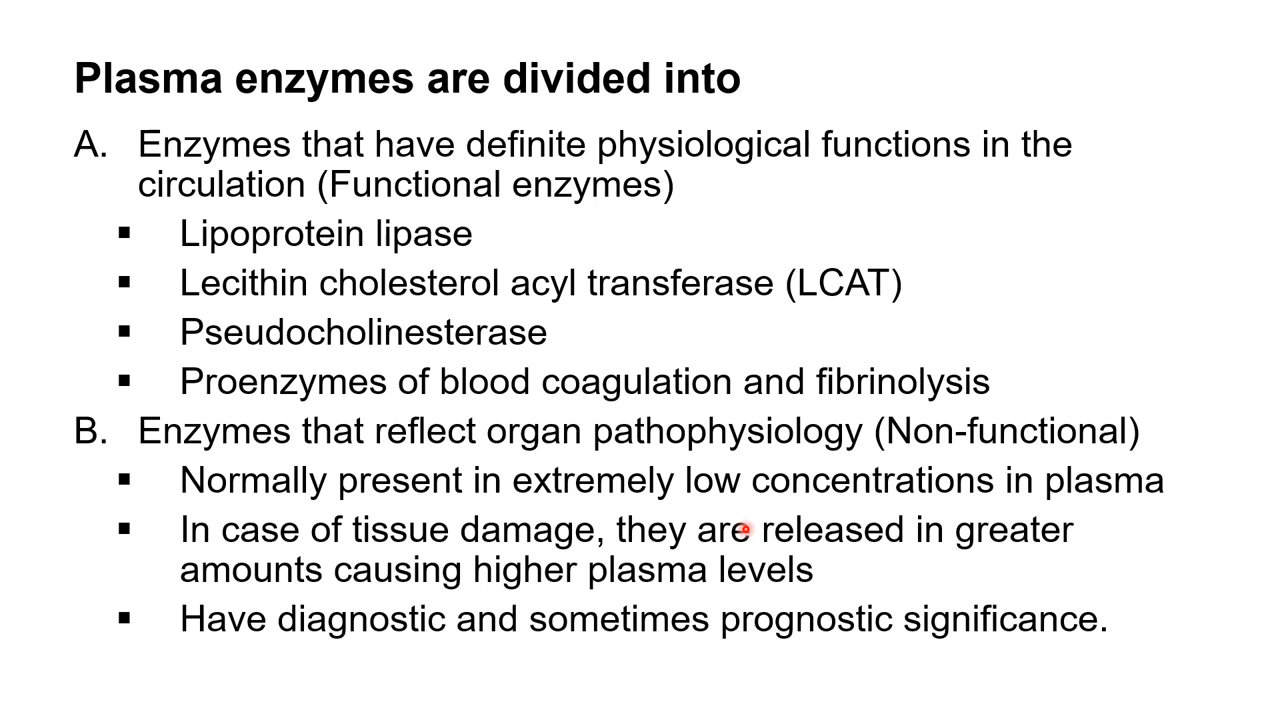 Plasma enzymes are divided into
A. Enzymes that have definite physiological functions in the
circulation (Functional enzymes)
▪ Lipoprotein lipase
▪ Lecithin cholesterol acyl transferase (LCAT)
▪ Pseudocholinesterase
▪ Proenzymes of blood coagulation and fibrinolysis
B. Enzymes that reflect organ pathophysiology (Non-functional)
▪ Normally present in extremely low concentrations in plasma
▪ In case of tissue damage, they are released in greater
amounts causing higher plasma levels
▪ Have diagnostic and sometimes prognostic significance.